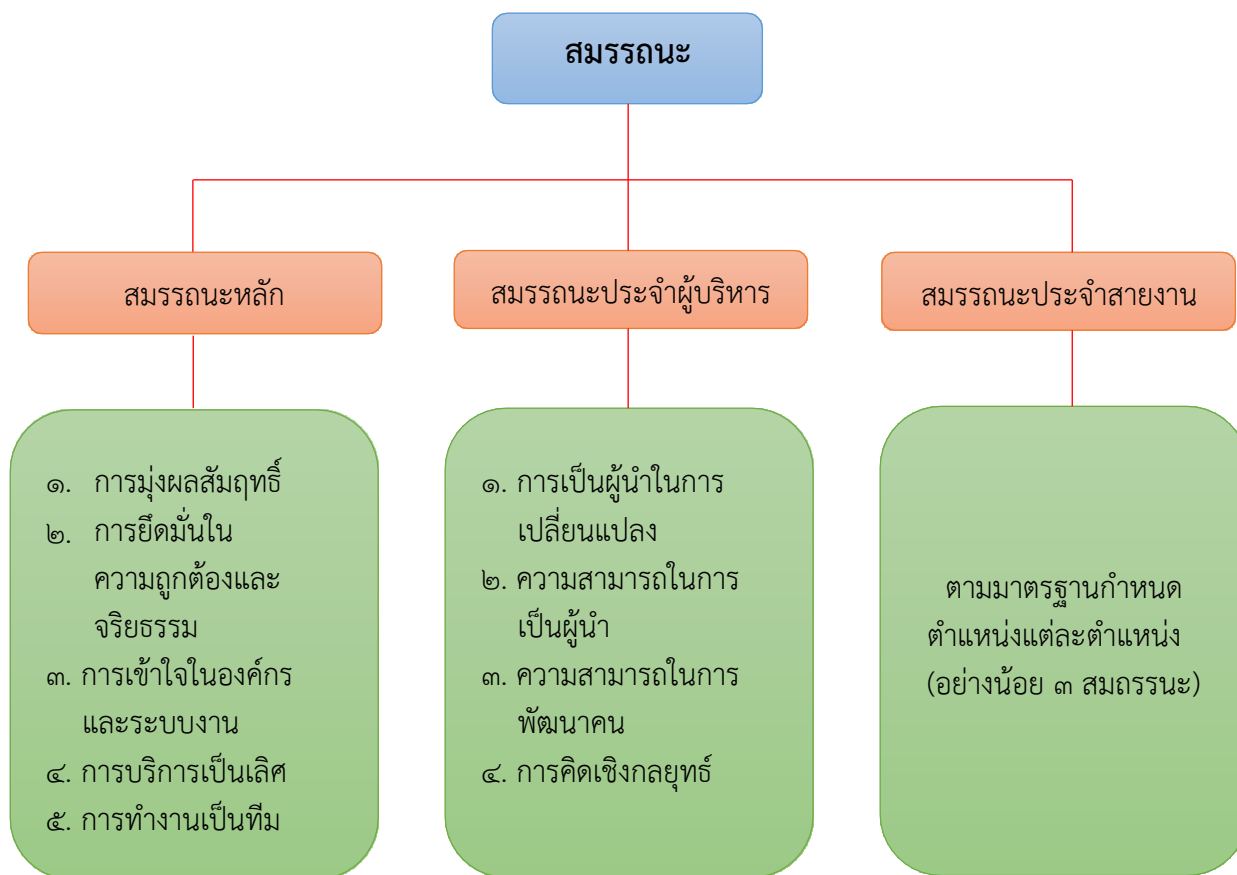 สมรรถนะ
สมรรถนะหลัก
สมรรถนะประจำผู้บริหาร
สมรรถนะประจำสายงาน
๑. การมุ่งผลสัมฤทธิ์
๒. การยึดมั่นใน
ความถูกต้องและ
จริยธรรม
๓. การเข้าใจในองค์กร
และระบบงาน
๔. การบริการเป็นเลิศ
๕. การทำงานเป็นทีม
๑. การเป็นผู้นำในการ
เปลี่ยนแปลง
๒. ความสามารถในการ
เป็นผู้นำ
๓. ความสามารถในการ
พัฒนาคน
๔. การคิดเชิงกลยุทธ์
ตามมาตรฐานกำหนด
ตำแหน่งแต่ละตำแหน่ง
(อย่างน้อย ๓ สมถรรนะ)